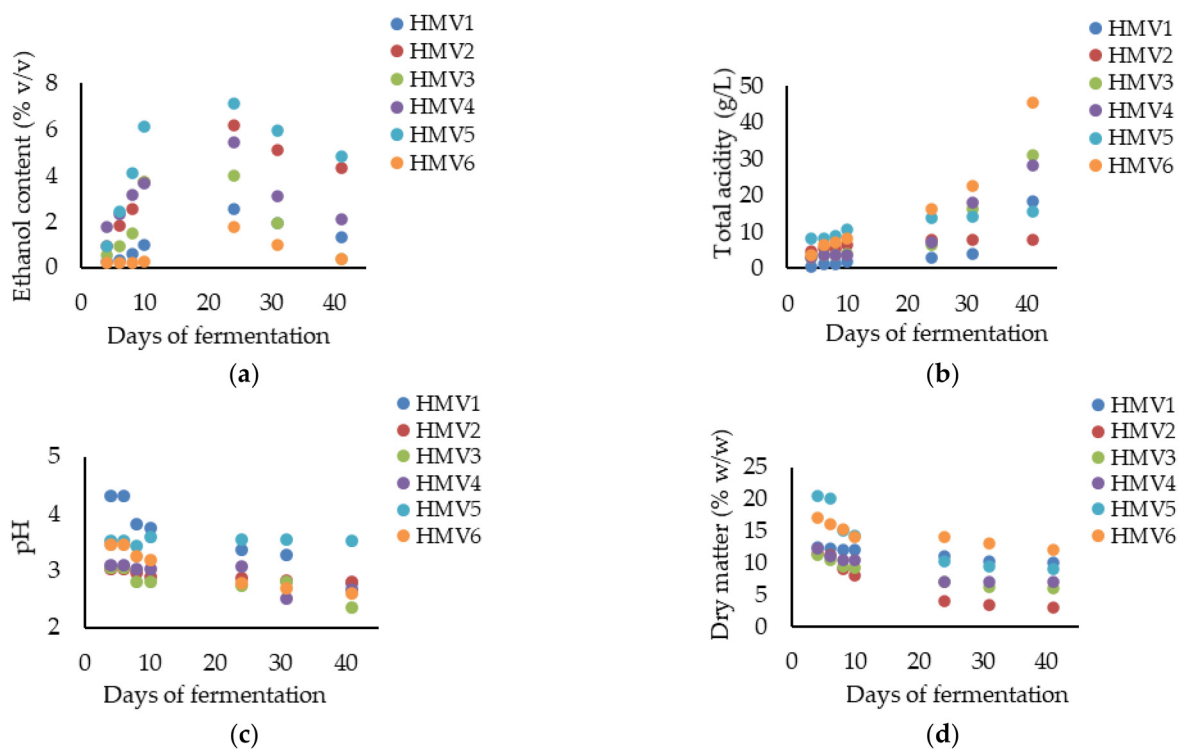 HMV1
HMV2
HMV3
HMV4
HMV5
HMV6
Ethanol content (% v/v)
8
6
4
2
0
0 10 20 30 40
Days of fermentation
(a)
HMV1
HMV2
HMV3
HMV4
HMV5
HMV6
Total acidity (g/L)
50
40
30
20
10
0
0 10 20 30 40
Days of fermentation
(b)
HMV1
HMV2
HMV3
HMV4
HMV5
HMV6
pH
5
4
3
2
0 10 20 30 40
Days of fermentation
(c)
HMV1
HMV2
HMV3
HMV4
HMV5
HMV6
Dry matter (% w/w)
25
20
15
10
5
0
0 10 20 30 40
Days of fermentation
(d)